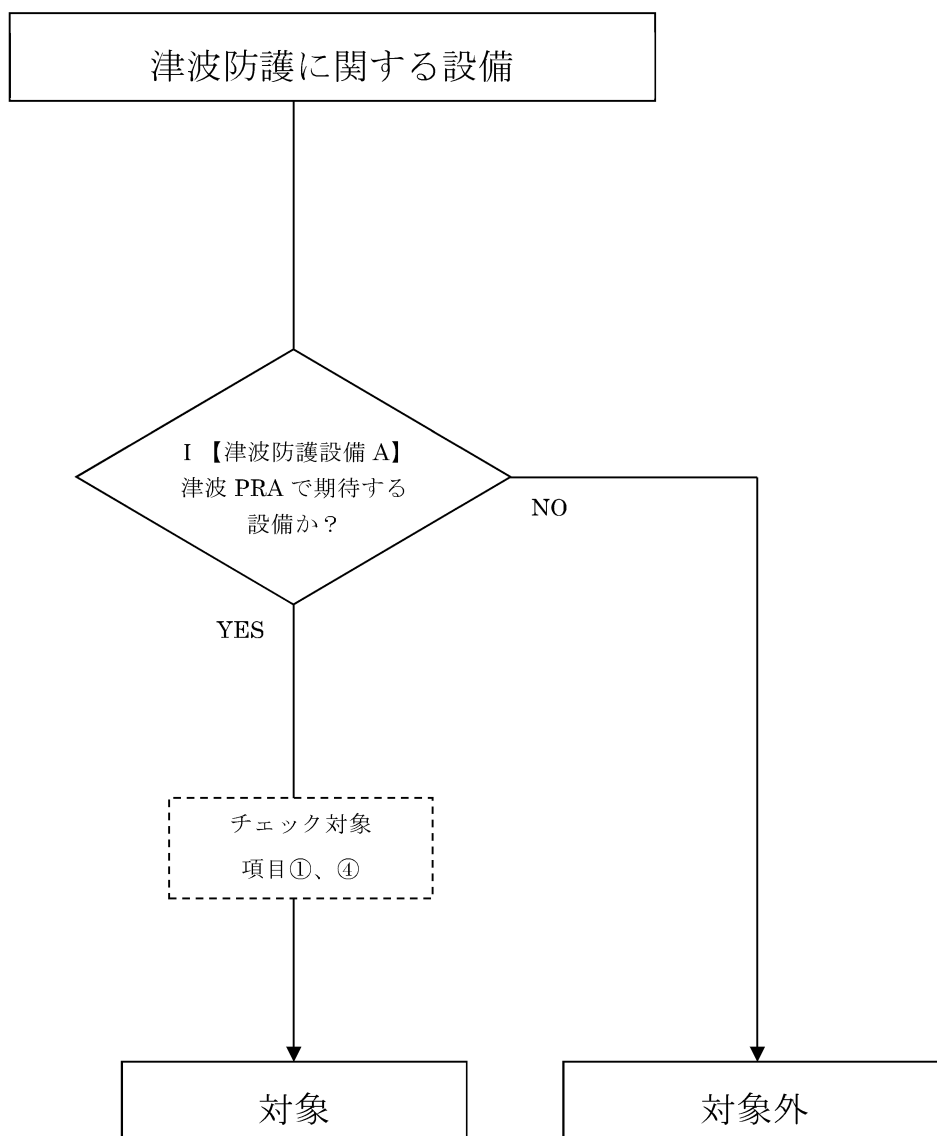 津波防護に関する設備
I 【津波防護設備 A】
津波 PRA で期待する
設備か？
NO
YES
チェック対象
項目①、④
対象
対象外